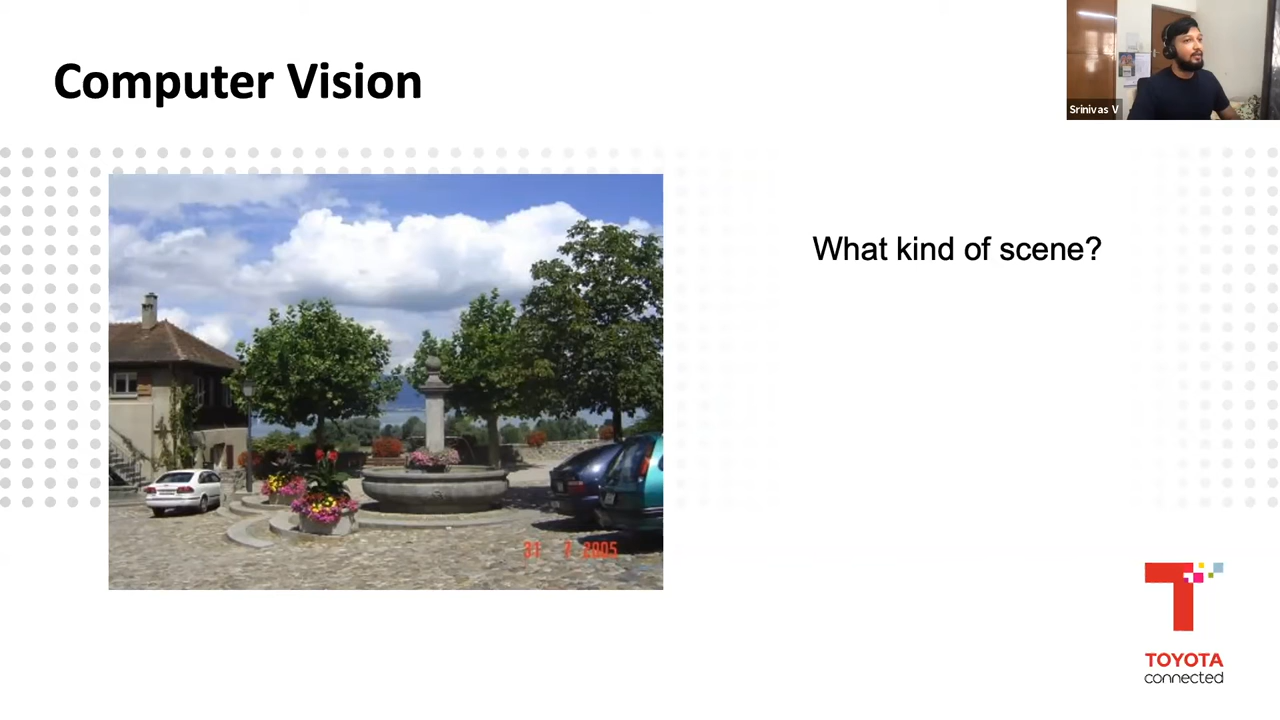 Computer Vision
Srinivas V
What kind of scene?
31 7 2005
TOYOTA
connected